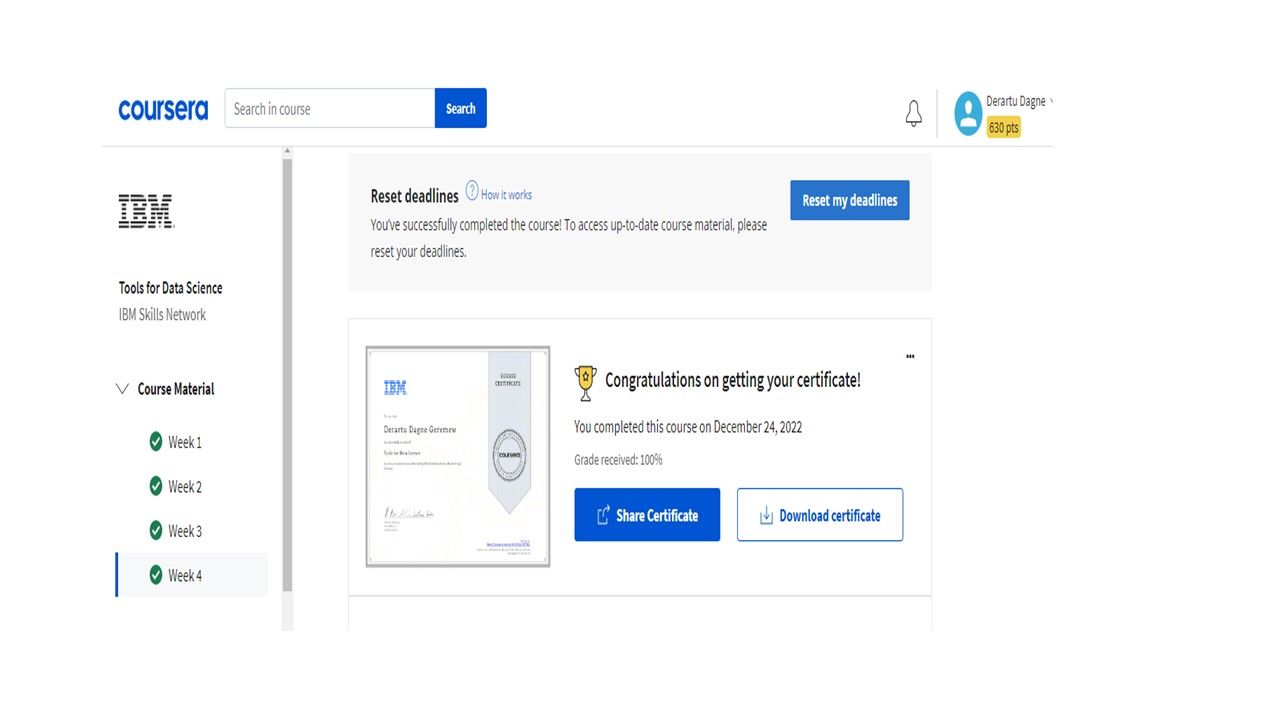 coursera
Search in course
Search
Derartu Dagne
630 pts
IBM
Tools for Data Science
IBM Skills Network
Course Material
Week 1
Week 2
Week 3
Week 4
Reset deadlines ? How it works
You've successfully completed the course! To access up-to-date course material, please
reset your deadlines.
Reset my deadlines
IBM
COURSE
CERTIFICATE
Derartu Dagne Geremew
Tools for Data Science
coursera
...
Congratulations on getting your certificate!
You completed this course on December 24, 2022
Grade received: 100%
Share Certificate
Download certificate